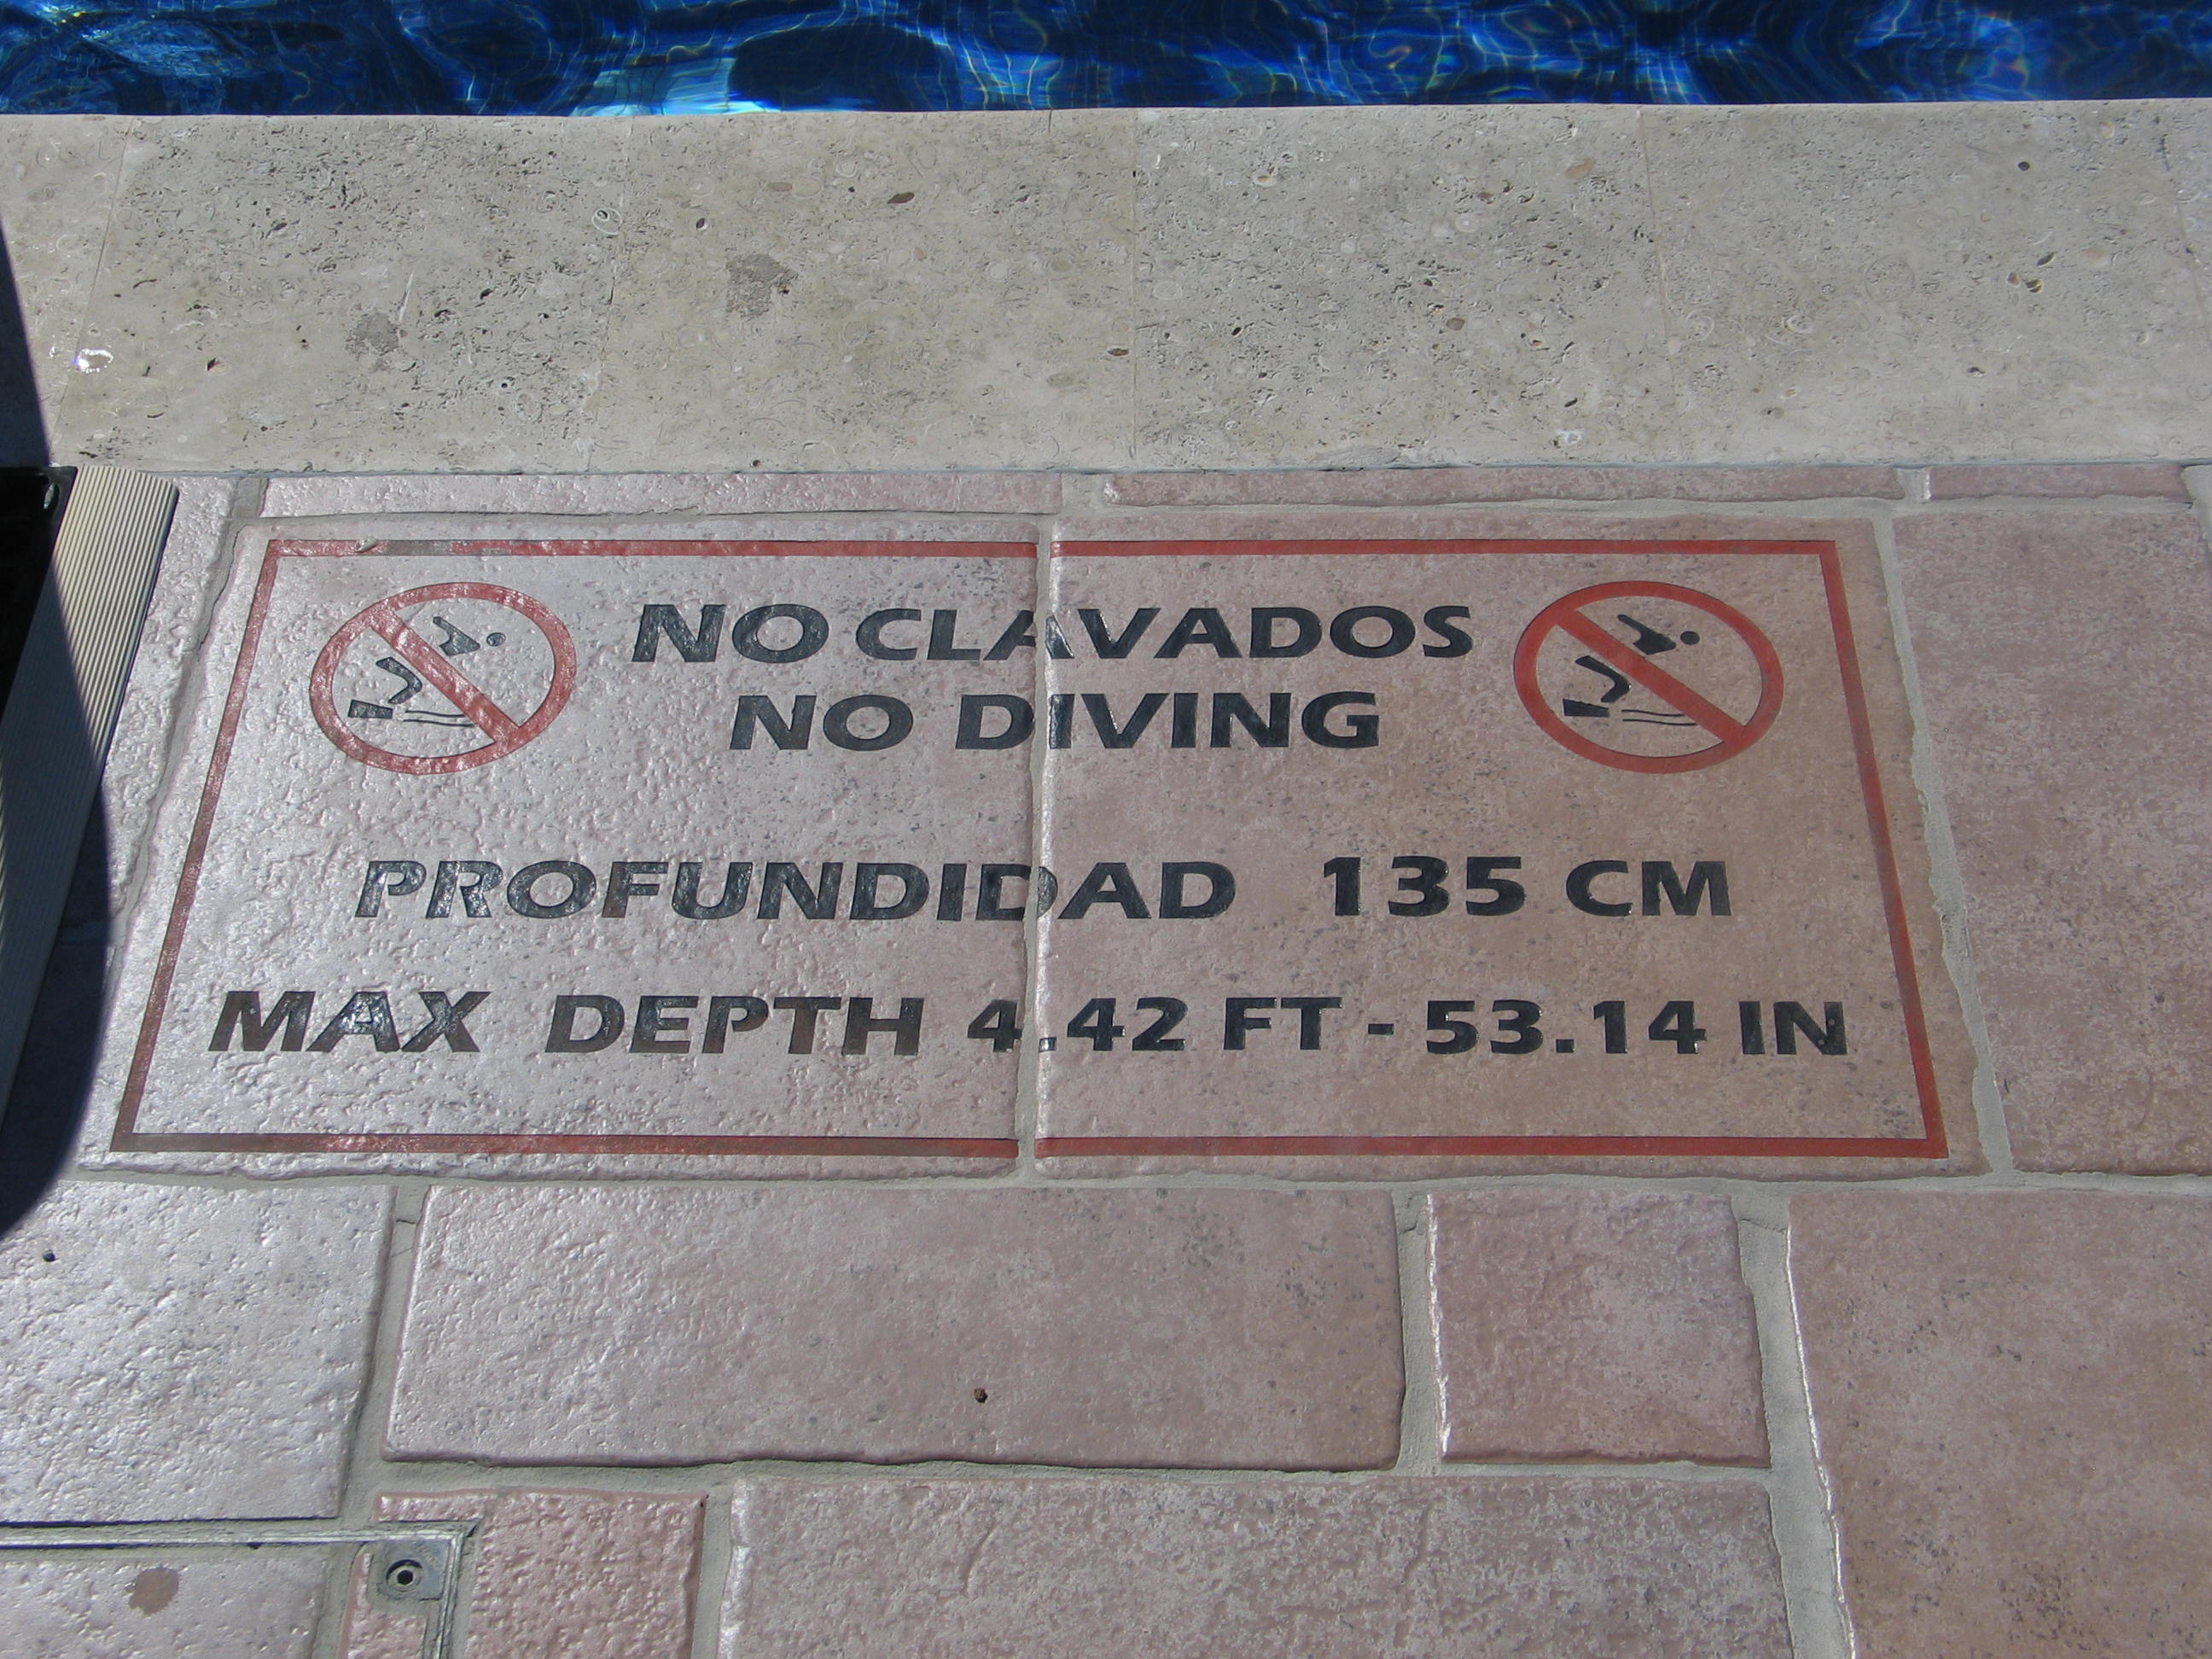 NO CLAVADOS
NO DIVING
PROFUNDIDAD 135 CM
MAX DEPTH 4.42 FT - 53.14 IN